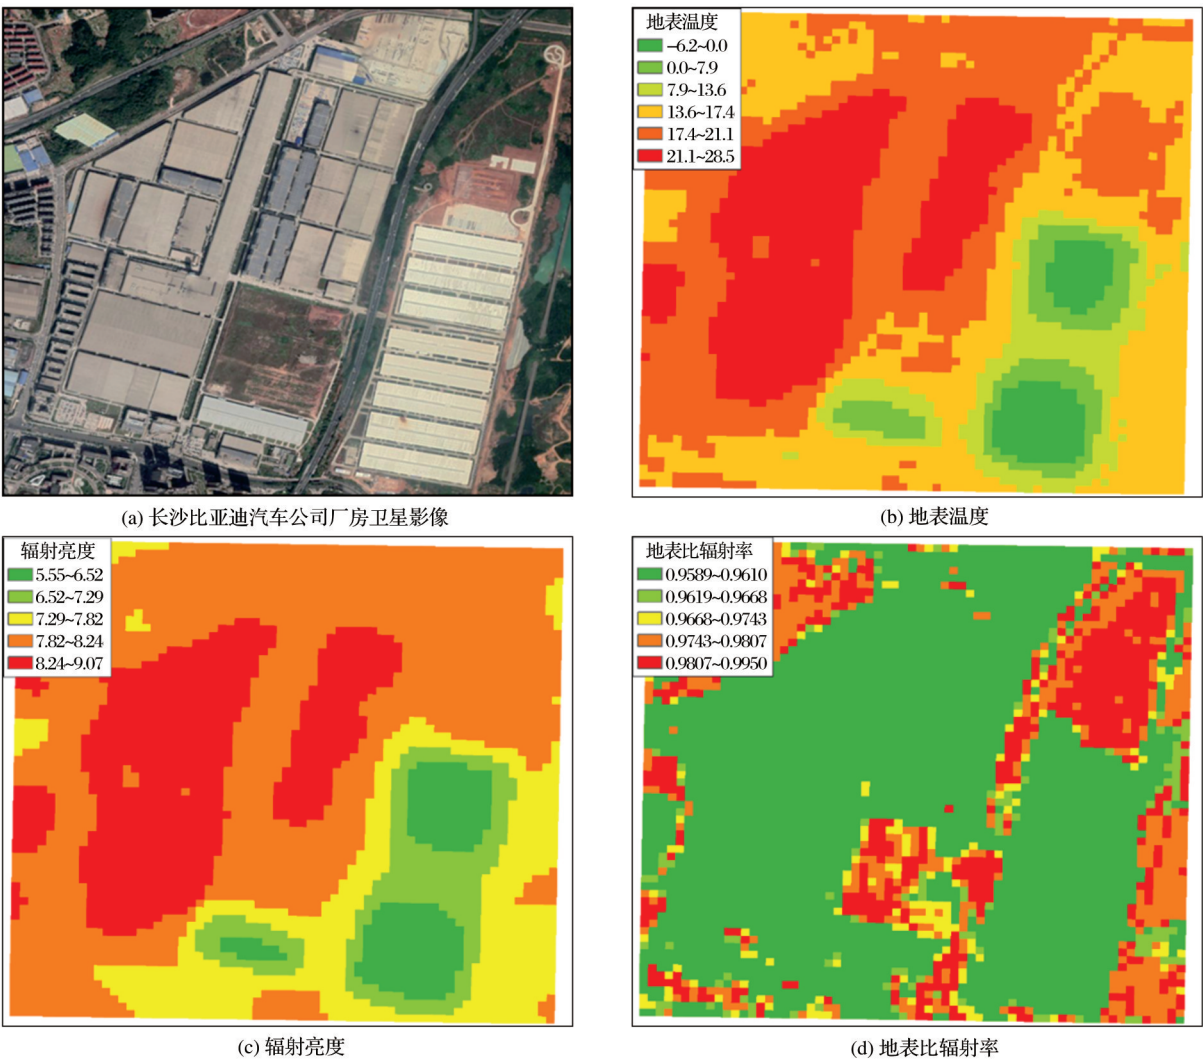 地表温度
−6.2~0.0
0.0~7.9
7.9~13.6
13.6~17.4
17.4~21.1
21.1~28.5
(a) 长沙比亚迪汽车公司厂房卫星影像
(b) 地表温度
辐射亮度
5.55~6.52
6.52~7.29
7.29~7.82
7.82~8.24
8.24~9.07
地表比辐射率
0.9589~0.9610
0.9619~0.9668
0.9668~0.9743
0.9743~0.9807
0.9807~0.9950
(c) 辐射亮度
(d) 地表比辐射率